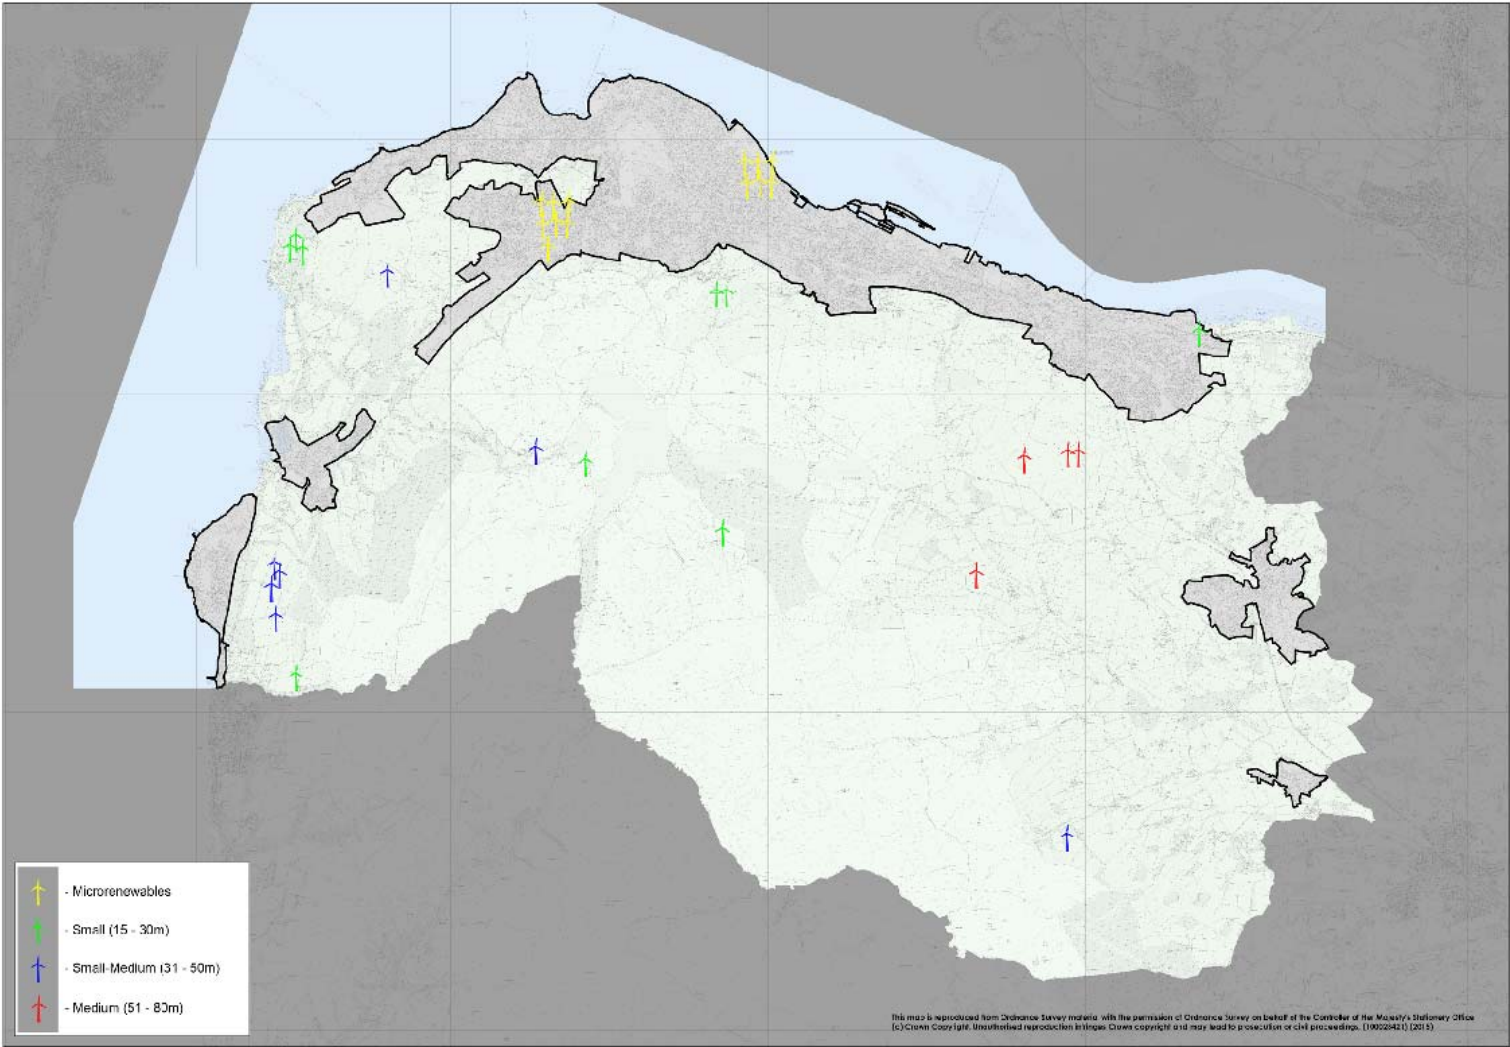 - Microrenewables
- Small (15 - 30m)
- Small-Medium (31 - 50m)
- Medium (51 - 80m)
This map is reproduced from Ordnance Survey material with the permission of Ordnance Survey on behalf of the Controller of Her Majesty's Stationery Office
(c) Crown Copyright. Unauthorised reproduction infringes Crown copyright and may lead to prosecution or civil proceedings. (100023421) (2015)